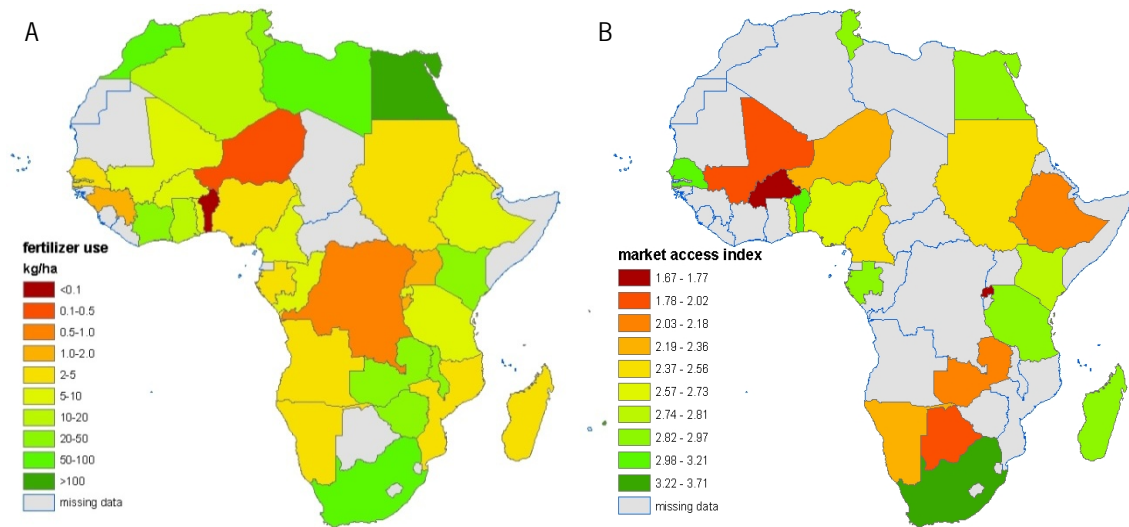 A
B
fertilizer use
kg/ha
<0.1
0.1-0.5
0.5-1.0
1.0-2.0
2-5
5-10
10-20
20-50
50-100
>100
missing data
market access index
1.67 - 1.77
1.78 - 2.02
2.03 - 2.18
2.19 - 2.36
2.37 - 2.56
2.57 - 2.73
2.74 - 2.81
2.82 - 2.97
2.98 - 3.21
3.22 - 3.71
missing data